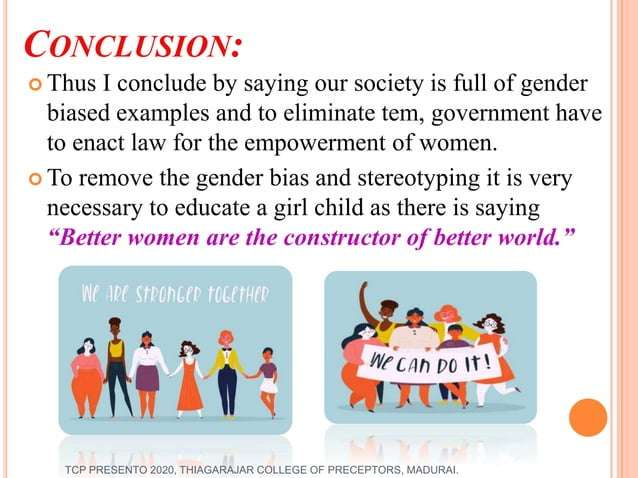 CONCLUSION:
Thus I conclude by saying our society is full of gender
biased examples and to eliminate tem, government have
to enact law for the empowerment of women.
To remove the gender bias and stereotyping it is very
necessary to educate a girl child as there is saying
“Better women are the constructor of better world.”
WE ARE STRONGER TOGETHER
WE CAN DO IT!
TCP PRESENTO 2020, THIAGARAJAR COLLEGE OF PRECEPTORS, MADURAI.